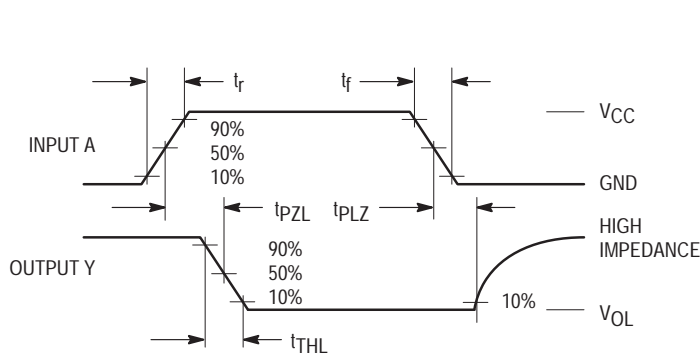 tr
tf
VCC
INPUT A
90%
50%
10%
GND
tPZL
tPLZ
HIGH
IMPEDANCE
OUTPUT Y
90%
50%
10%
10%
VOL
tTHL